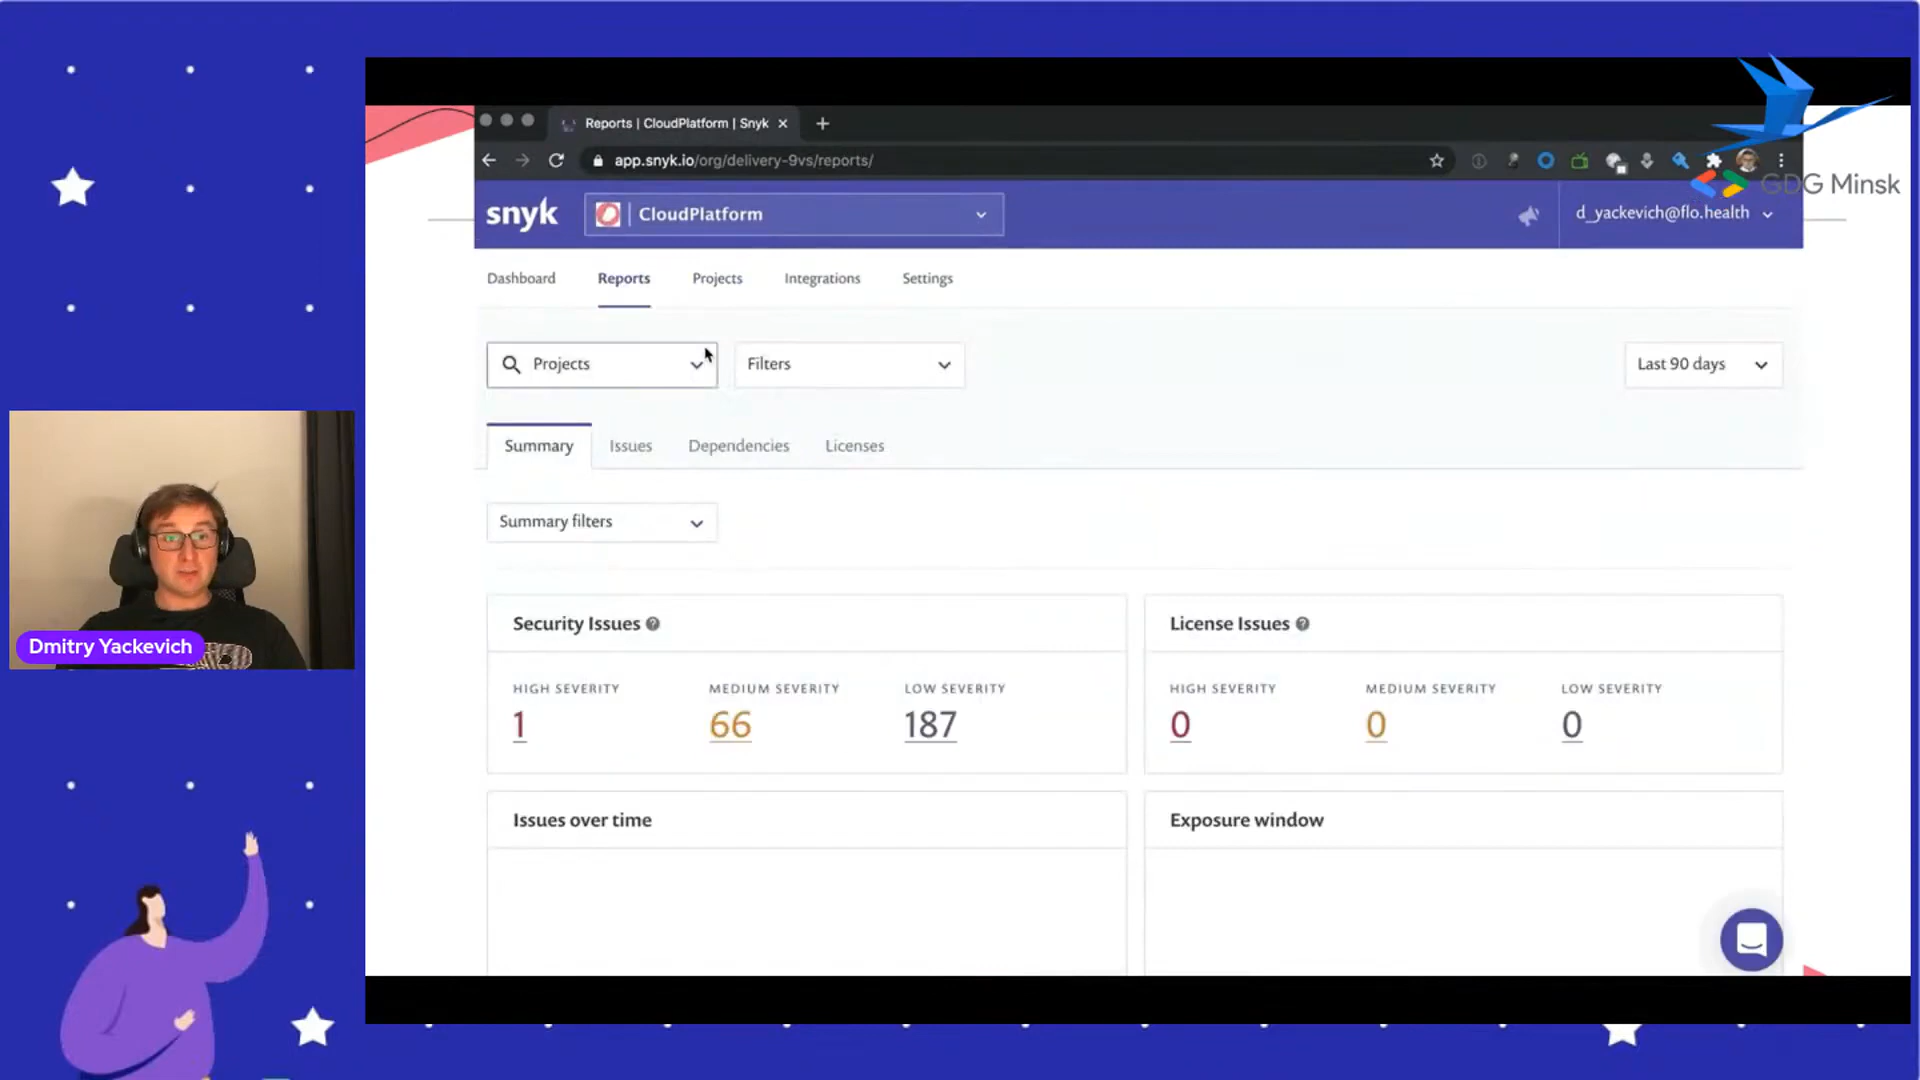 Reports | CloudPlatform | Snyk
app.snyk.io/org/delivery-9vs/reports/
GDG Minsk
snyk
CloudPlatform
d_yackevich@flo.health
Dashboard
Reports
Projects
Integrations
Settings
Projects
Filters
Last 90 days
Summary
Issues
Dependencies
Licenses
Summary filters
Security Issues
HIGH SEVERITY
MEDIUM SEVERITY
LOW SEVERITY
1
66
187
License Issues
HIGH SEVERITY
MEDIUM SEVERITY
LOW SEVERITY
0
0
0
Issues over time
Exposure window
Dmitry Yackevich